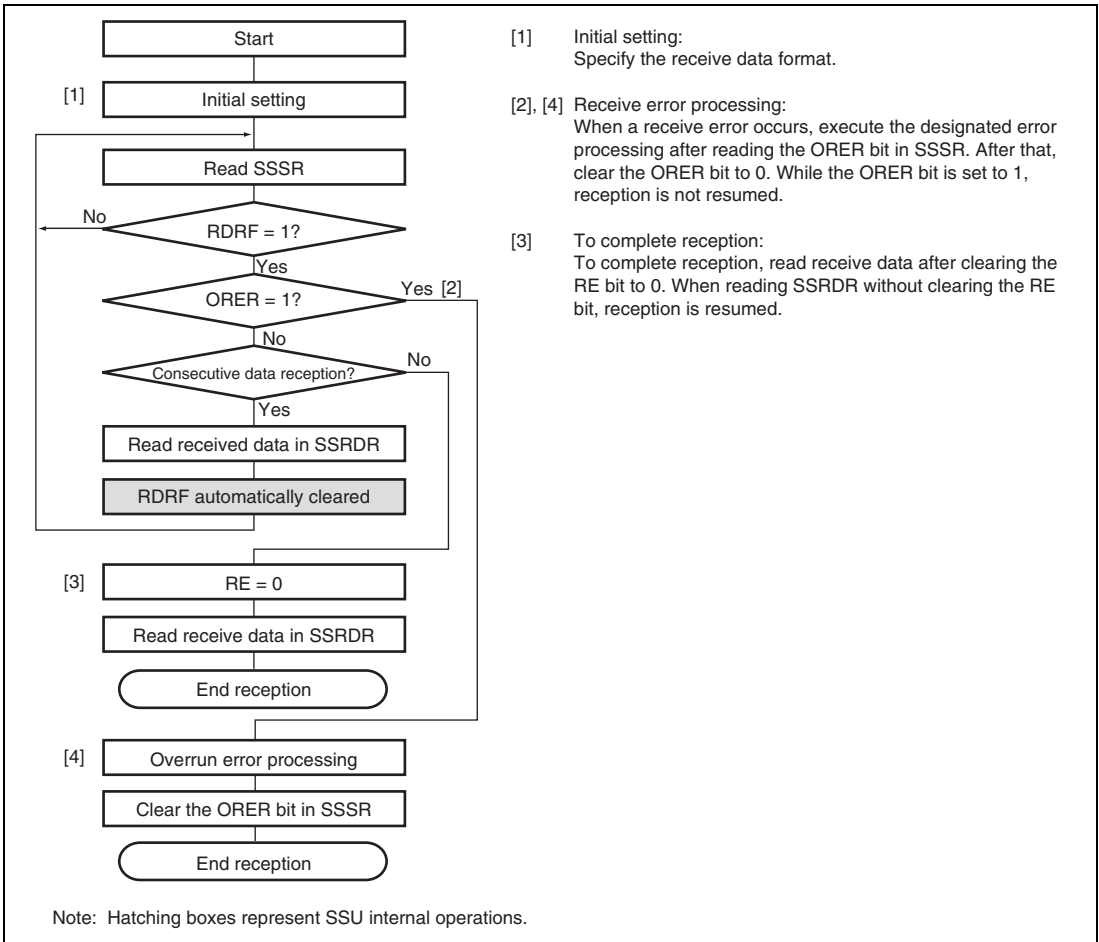 Start
[1] Initial setting
Read SSSR
No
RDRF = 1?
Yes
ORER = 1?
Yes [2]
No
Consecutive data reception?
No
Yes
Read received data in SSRDR
RDRF automatically cleared
[3] RE = 0
Read receive data in SSRDR
End reception
[4] Overrun error processing
Clear the ORER bit in SSSR
End reception
[1] Initial setting:
Specify the receive data format.
[2], [4] Receive error processing:
When a receive error occurs, execute the designated error
processing after reading the ORER bit in SSSR. After that,
clear the ORER bit to 0. While the ORER bit is set to 1,
reception is not resumed.
[3] To complete reception:
To complete reception, read receive data after clearing the
RE bit to 0. When reading SSRDR without clearing the RE
bit, reception is resumed.
Note: Hatching boxes represent SSU internal operations.